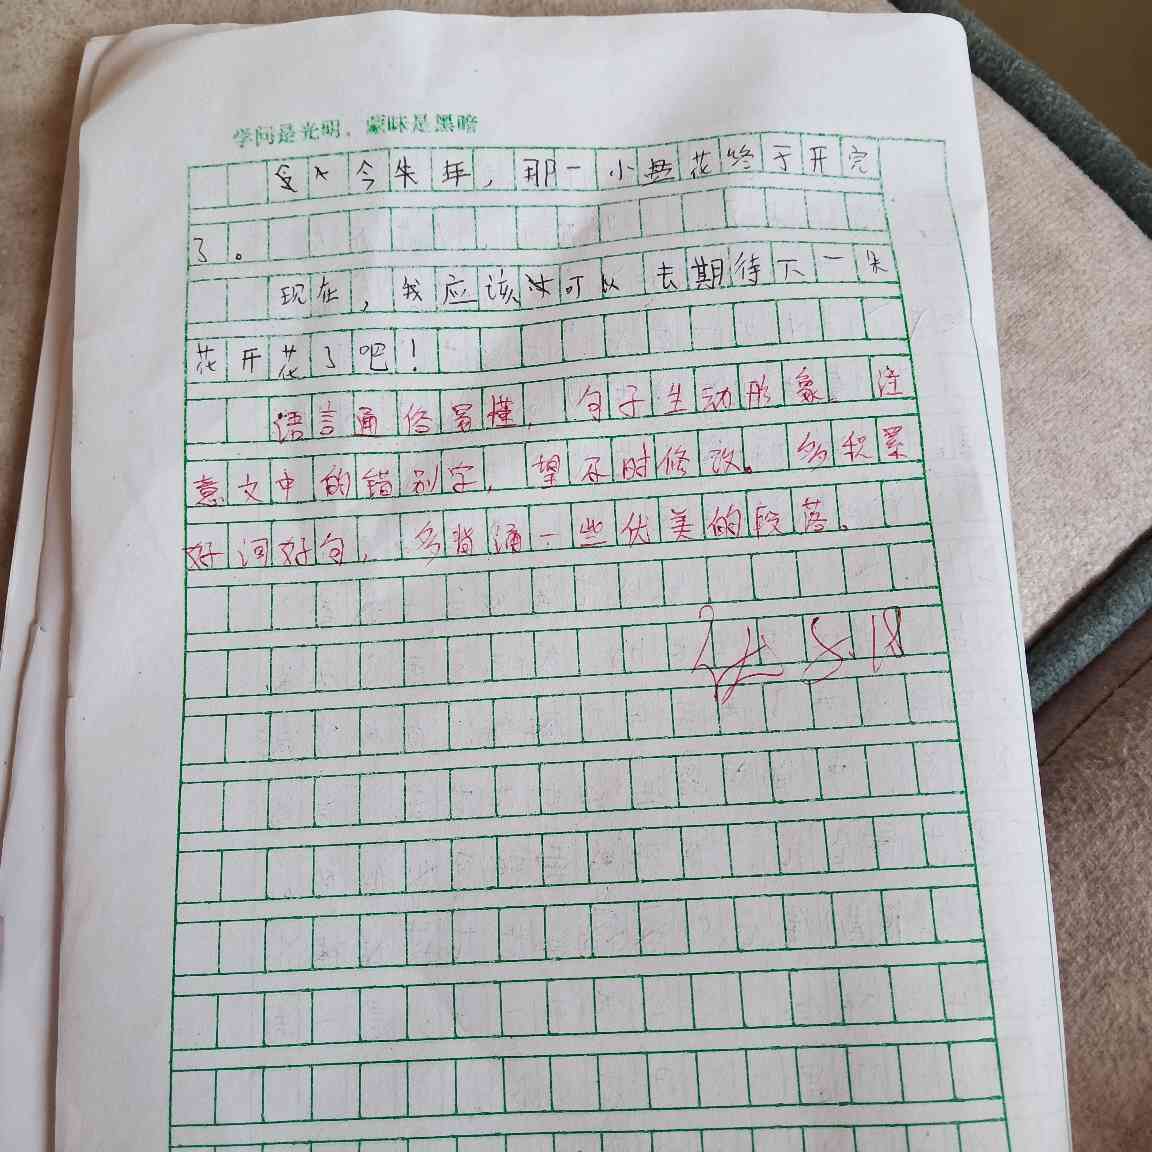 学问是光明，蒙昧是黑暗
今朱年，那一小盎花终于开完
了。
现在，我应该可以去期待下一朱
花开花了吧！
语言通俗易懂，句子生动形象。注
意文中的错别字，望及时修改。多积累
好词好句，多背诵一些优美的段落。
5.18